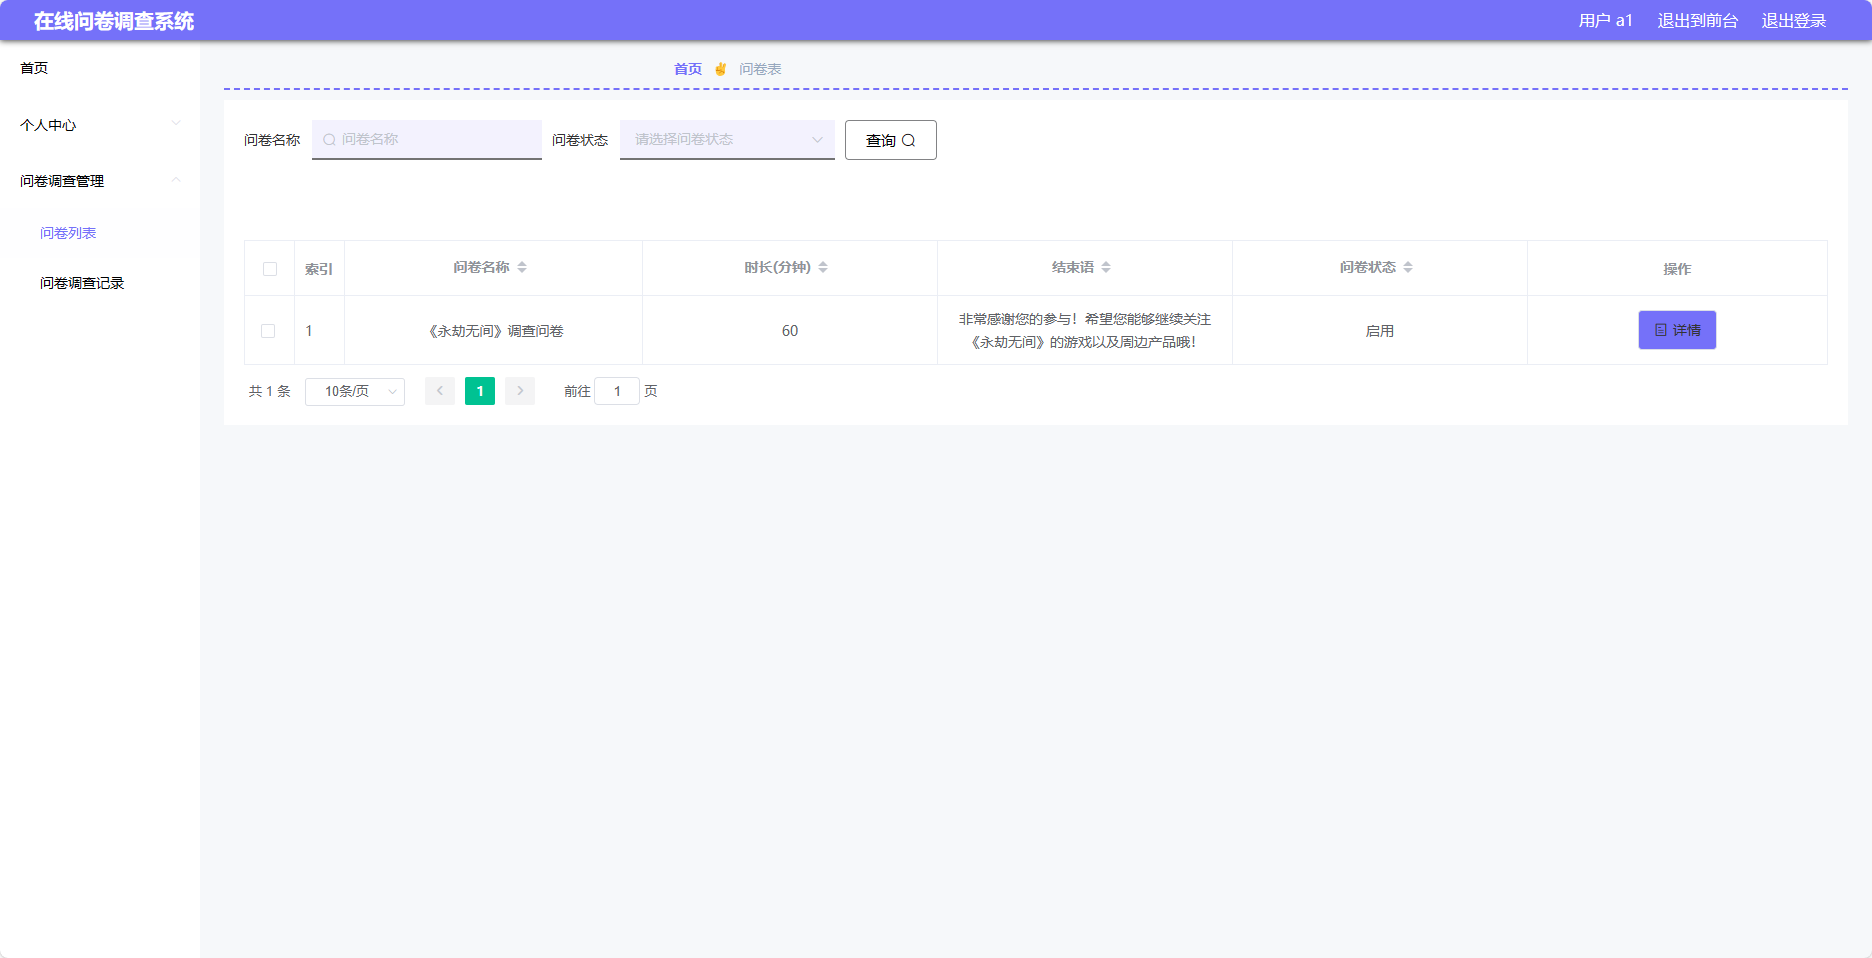 在线问卷调查系统
用户 a1 退出到前台 退出登录
首页
个人中心
问卷调查管理
问卷列表
问卷调查记录
首页 问卷表
问卷名称 问卷名称 问卷状态 请选择问卷状态 查询
索引 问卷名称 时长(分钟) 结束语 问卷状态 操作
1 《永劫无间》调查问卷 60 非常感谢您的参与！希望您能够继续关注
《永劫无间》的游戏以及周边产品哦！ 启用 详情
共 1 条 10条/页 1 前往 1 页